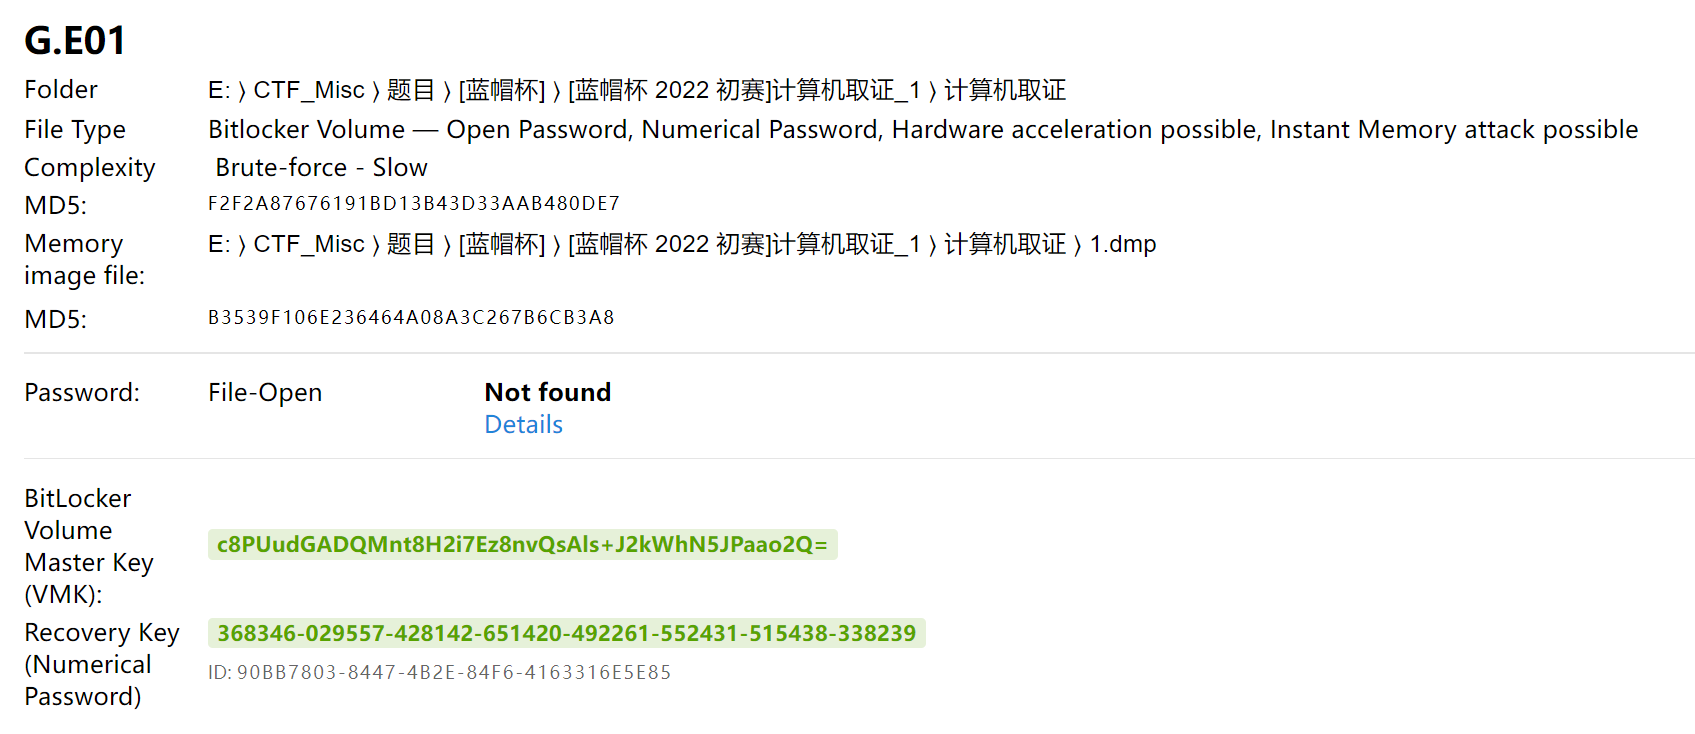 G.E01
Folder E: ⟩ CTF_Misc ⟩ 题目 ⟩ [蓝帽杯] ⟩ [蓝帽杯 2022 初赛]计算机取证_1 ⟩ 计算机取证
File Type Bitlocker Volume — Open Password, Numerical Password, Hardware acceleration possible, Instant Memory attack possible
Complexity Brute-force - Slow
MD5: F2F2A87676191BD13B43D33AAB480DE7
Memory image file: E: ⟩ CTF_Misc ⟩ 题目 ⟩ [蓝帽杯] ⟩ [蓝帽杯 2022 初赛]计算机取证_1 ⟩ 计算机取证 ⟩ 1.dmp
MD5: B3539F106E236464A08A3C267B6CB3A8
Password: File-Open Not found
Details
BitLocker
Volume
Master Key
(VMK): c8PUudGADQMnt8H2i7Ez8nvQsAls+J2kWhN5JPaao2Q=
Recovery Key 368346-029557-428142-651420-492261-552431-515438-338239
(Numerical ID: 90BB7803-8447-4B2E-84F6-4163316E5E85
Password)